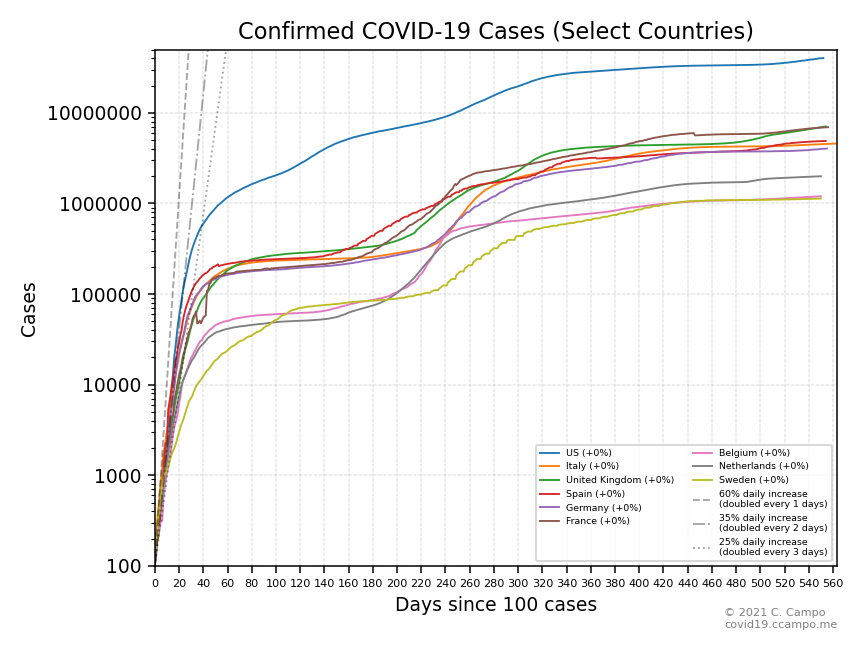 Confirmed COVID-19 Cases (Select Countries)
Cases
10000000
1000000
100000
10000
1000
100
0 20 40 60 80 100 120 140 160 180 200 220 240 260 280 300 320 340 360 380 400 420 440 460 480 500 520 540 560
Days since 100 cases
US (+0%)
Italy (+0%)
United Kingdom (+0%)
Spain (+0%)
Germany (+0%)
France (+0%)
Belgium (+0%)
Netherlands (+0%)
Sweden (+0%)
60% daily increase
(doubled every 1 days)
35% daily increase
(doubled every 2 days)
25% daily increase
(doubled every 3 days)
© 2021 C. Campo
covid19.ccampo.me